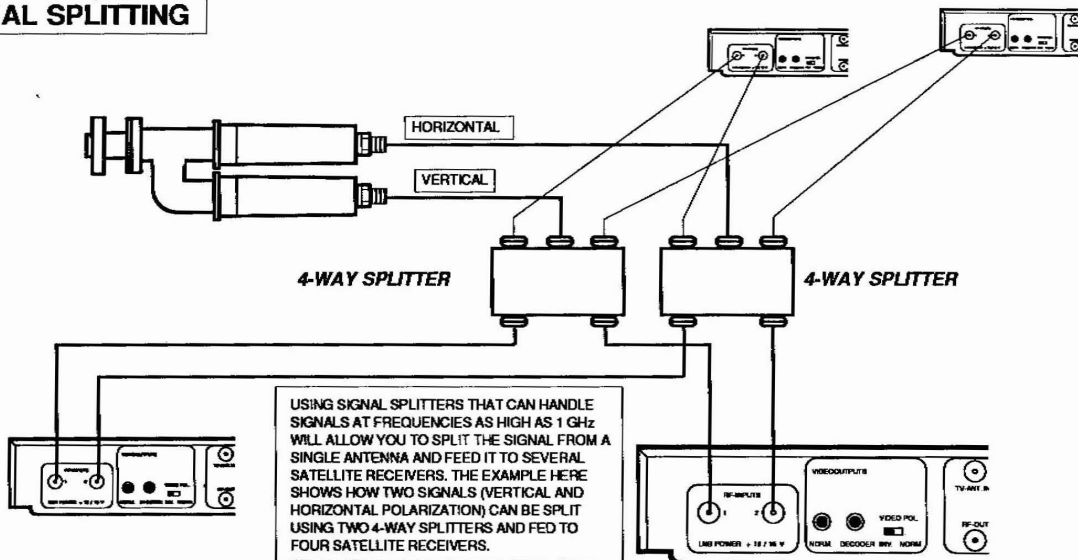 AL SPLITTING
HORIZONTAL
VERTICAL
4-WAY SPLITTER
4-WAY SPLITTER
USING SIGNAL SPLITTERS THAT CAN HANDLE
SIGNALS AT FREQUENCIES AS HIGH AS 1 GHz
WILL ALLOW YOU TO SPLIT THE SIGNAL FROM A
SINGLE ANTENNA AND FEED IT TO SEVERAL
SATELLITE RECEIVERS. THE EXAMPLE HERE
SHOWS HOW TWO SIGNALS (VERTICAL AND
HORIZONTAL POLARIZATION) CAN BE SPLIT
USING TWO 4-WAY SPLITTERS AND FED TO
FOUR SATELLITE RECEIVERS.
VIDEOOUTPUTS
TV-ANT. IN
RF-INPUTS
1 2
VIDEO POL.
RF-OUT
LNB POWER + 12 / 16 V
NORM. DECODER INV. NORM